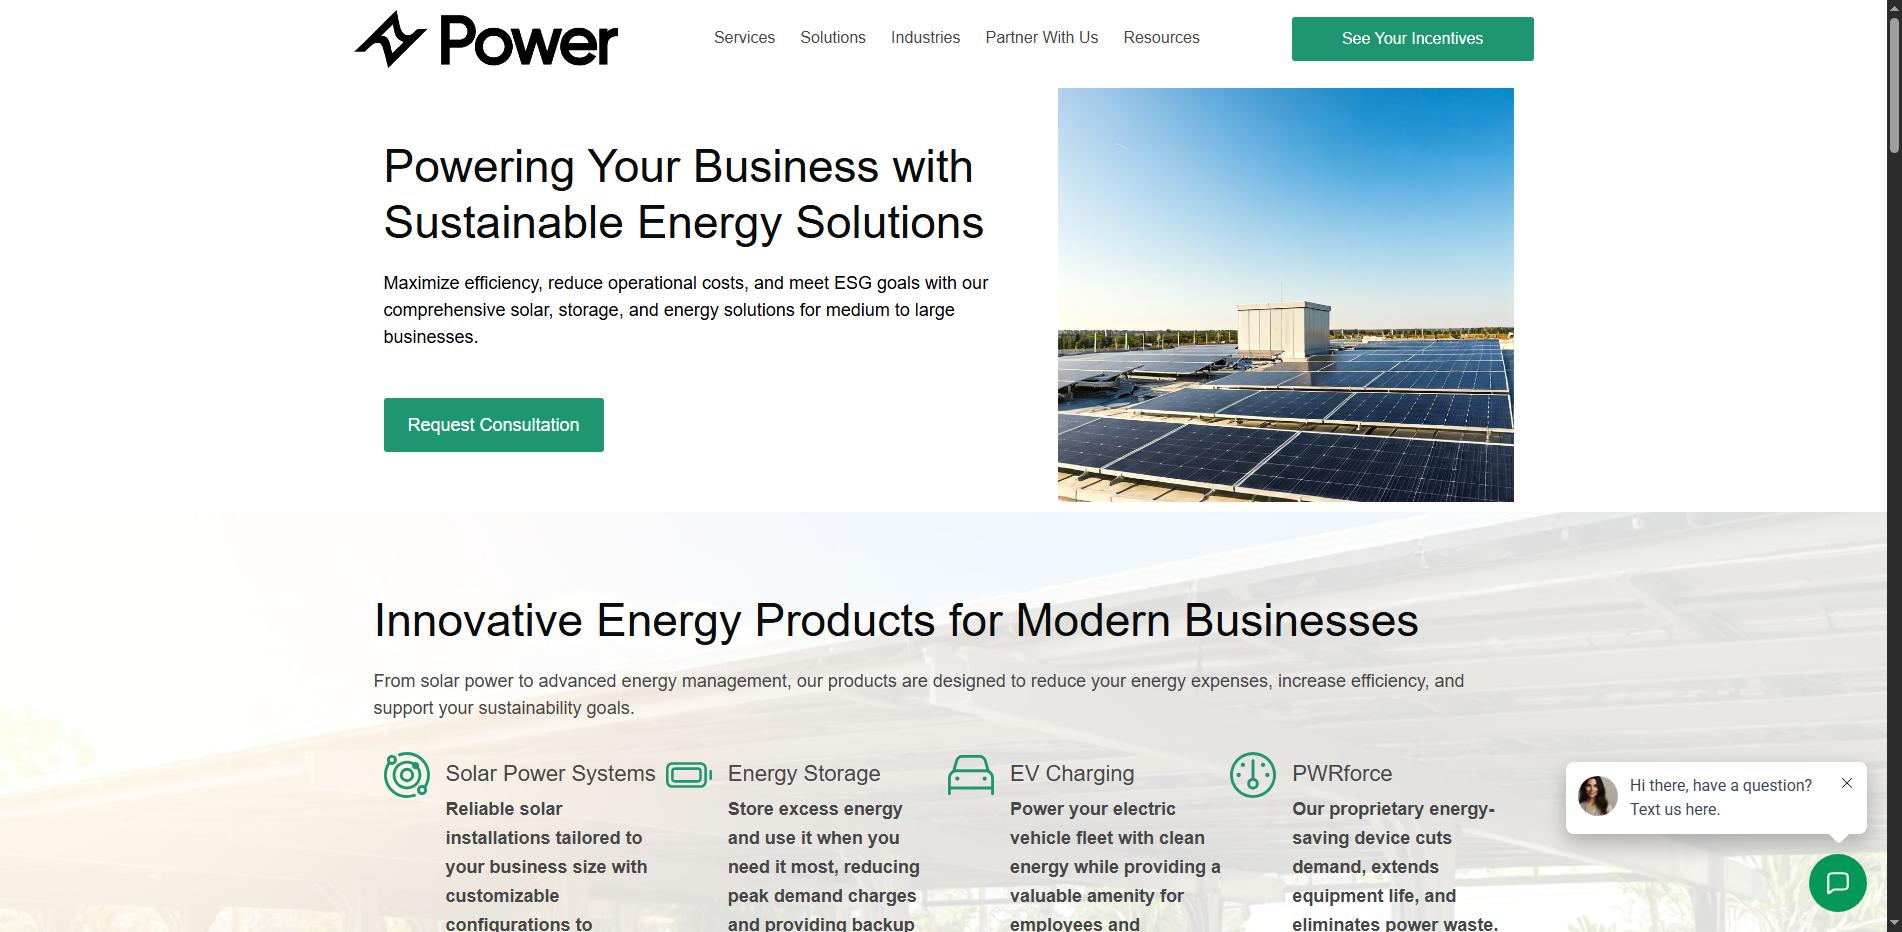 Power
Services
Solutions
Industries
Partner With Us
Resources
See Your Incentives
Powering Your Business with
Sustainable Energy Solutions
Maximize efficiency, reduce operational costs, and meet ESG goals with our
comprehensive solar, storage, and energy solutions for medium to large
businesses.
Request Consultation
Innovative Energy Products for Modern Businesses
From solar power to advanced energy management, our products are designed to reduce your energy expenses, increase efficiency, and
support your sustainability goals.
Solar Power Systems
Reliable solar
installations tailored to
your business size with
customizable
configurations to
Energy Storage
Store excess energy
and use it when you
need it most, reducing
peak demand charges
and providing backup
EV Charging
Power your electric
vehicle fleet with clean
energy while providing a
valuable amenity for
employees and
PWRforce
Our proprietary energy-
saving device cuts
demand, extends
equipment life, and
eliminates power waste.
Hi there, have a question?
Text us here.